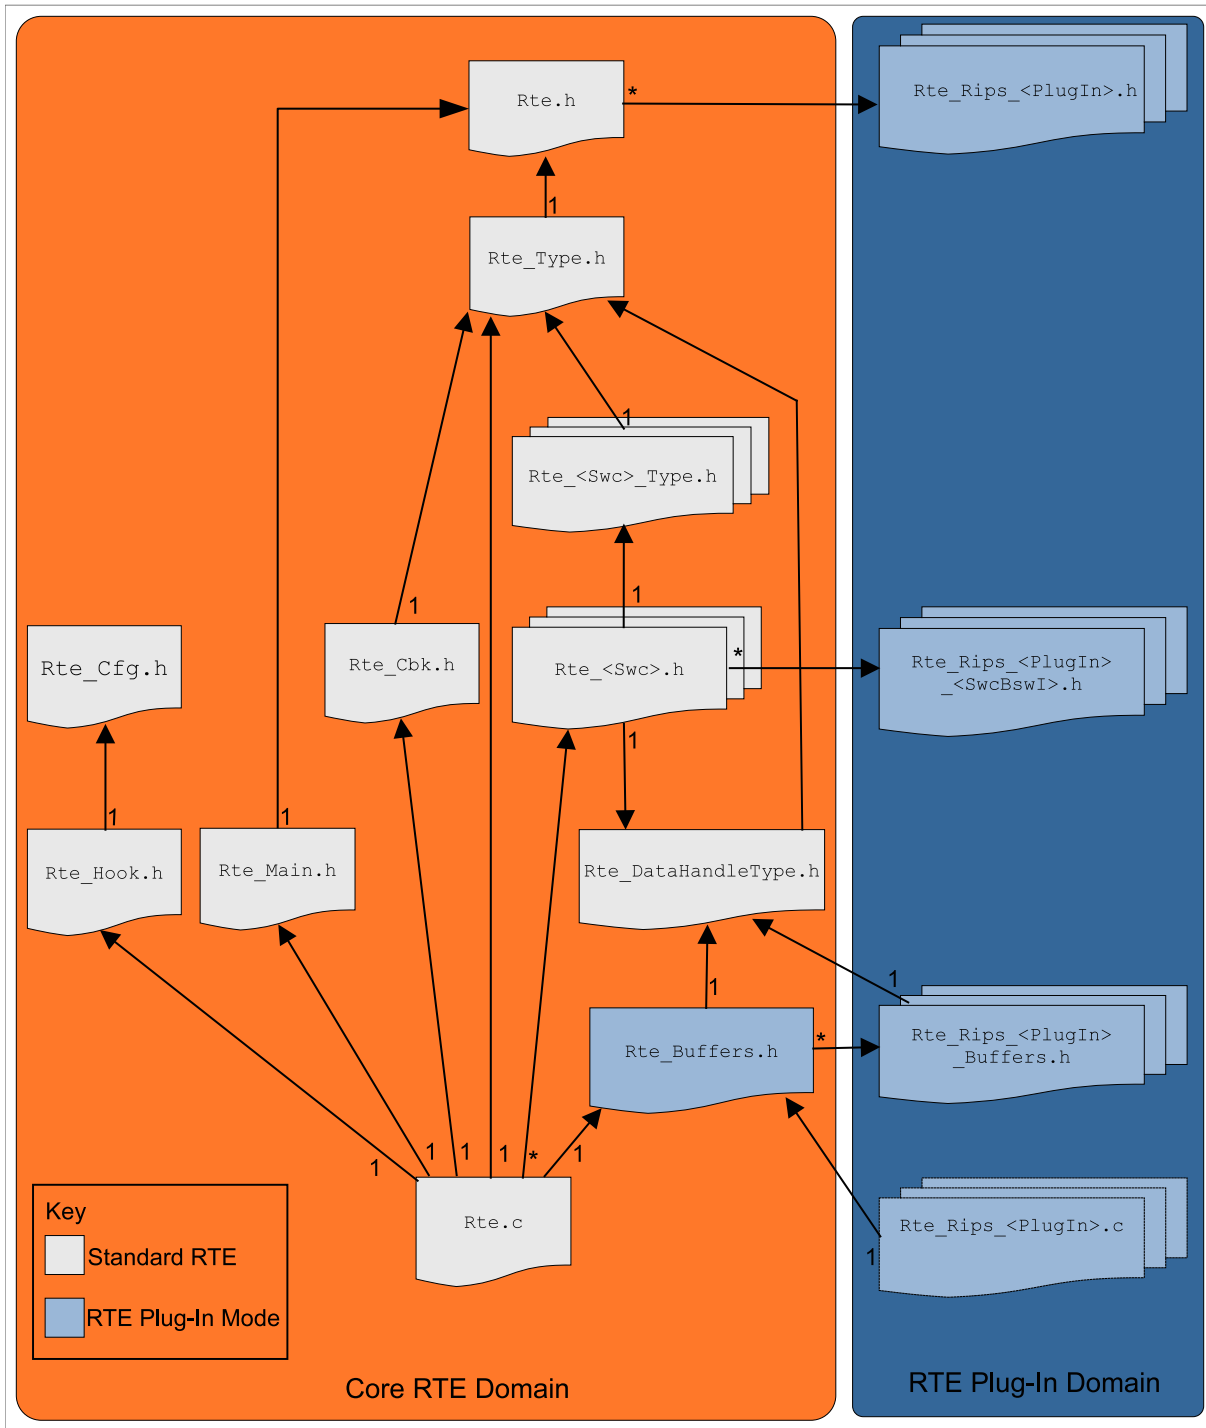 Rte.h
*
Rte_Rips_<PlugIn>.h
1
Rte_Type.h
1
Rte_<Swc>_Type.h
1
1
Rte_Cfg.h
Rte_Cbk.h
Rte_<Swc>.h
*
Rte_Rips_<PlugIn>
_<SwcBswI>.h
1
1
1
Rte_Hook.h
Rte_Main.h
Rte_DataHandleType.h
1
1
Rte_Buffers.h
*
Rte_Rips_<PlugIn>
_Buffers.h
1
1
1
1
*
1
Rte.c
Rte_Rips_<PlugIn>.c
1
Key
Standard RTE
RTE Plug-In Mode
Core RTE Domain
RTE Plug-In Domain